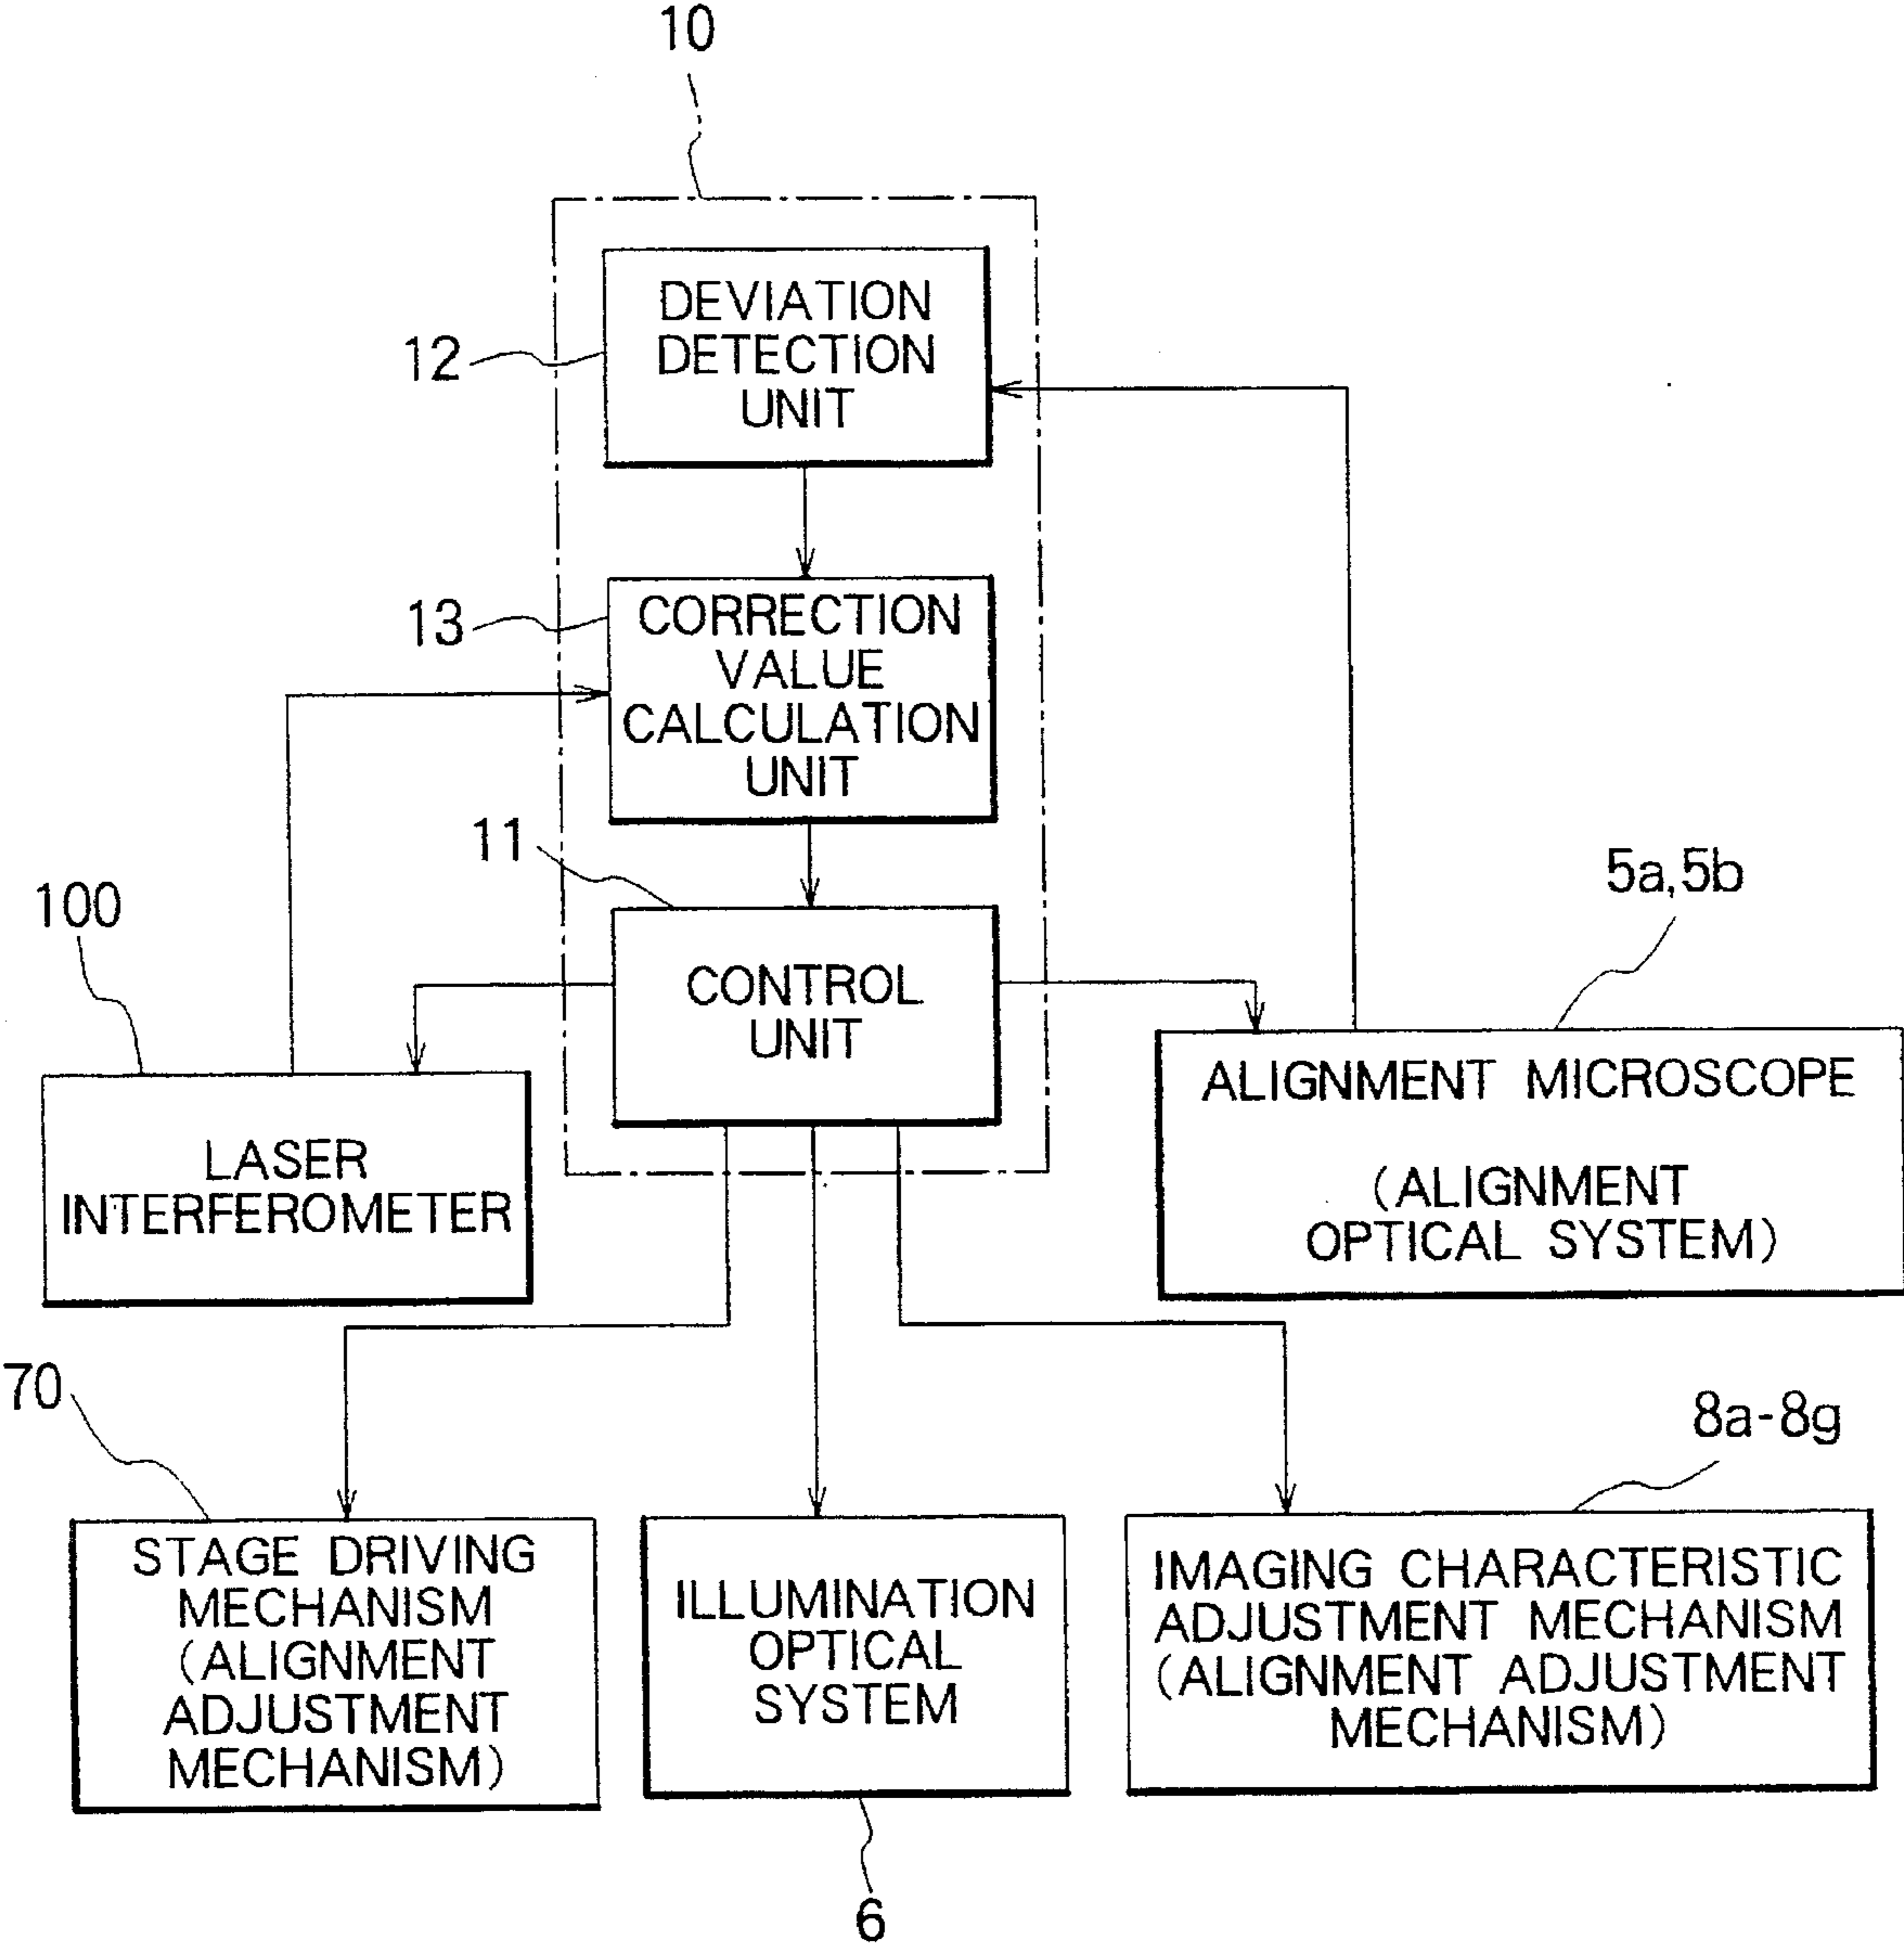 10
DEVIATION
DETECTION
UNIT
12
CORRECTION
VALUE
CALCULATION
UNIT
13
11
CONTROL
UNIT
100
LASER
INTERFEROMETER
5a,5b
ALIGNMENT MICROSCOPE
(ALIGNMENT
OPTICAL SYSTEM)
70
STAGE DRIVING
MECHANISM
(ALIGNMENT
ADJUSTMENT
MECHANISM)
ILLUMINATION
OPTICAL
SYSTEM
6
8a-8g
IMAGING CHARACTERISTIC
ADJUSTMENT MECHANISM
(ALIGNMENT ADJUSTMENT
MECHANISM)